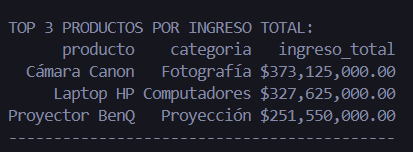 TOP 3 PRODUCTOS POR INGRESO TOTAL:
producto categoria ingreso_total
Cámara Canon Fotografía $373,125,000.00
Laptop HP Computadores $327,625,000.00
Proyector BenQ Proyección $251,550,000.00
-------------------------------------------